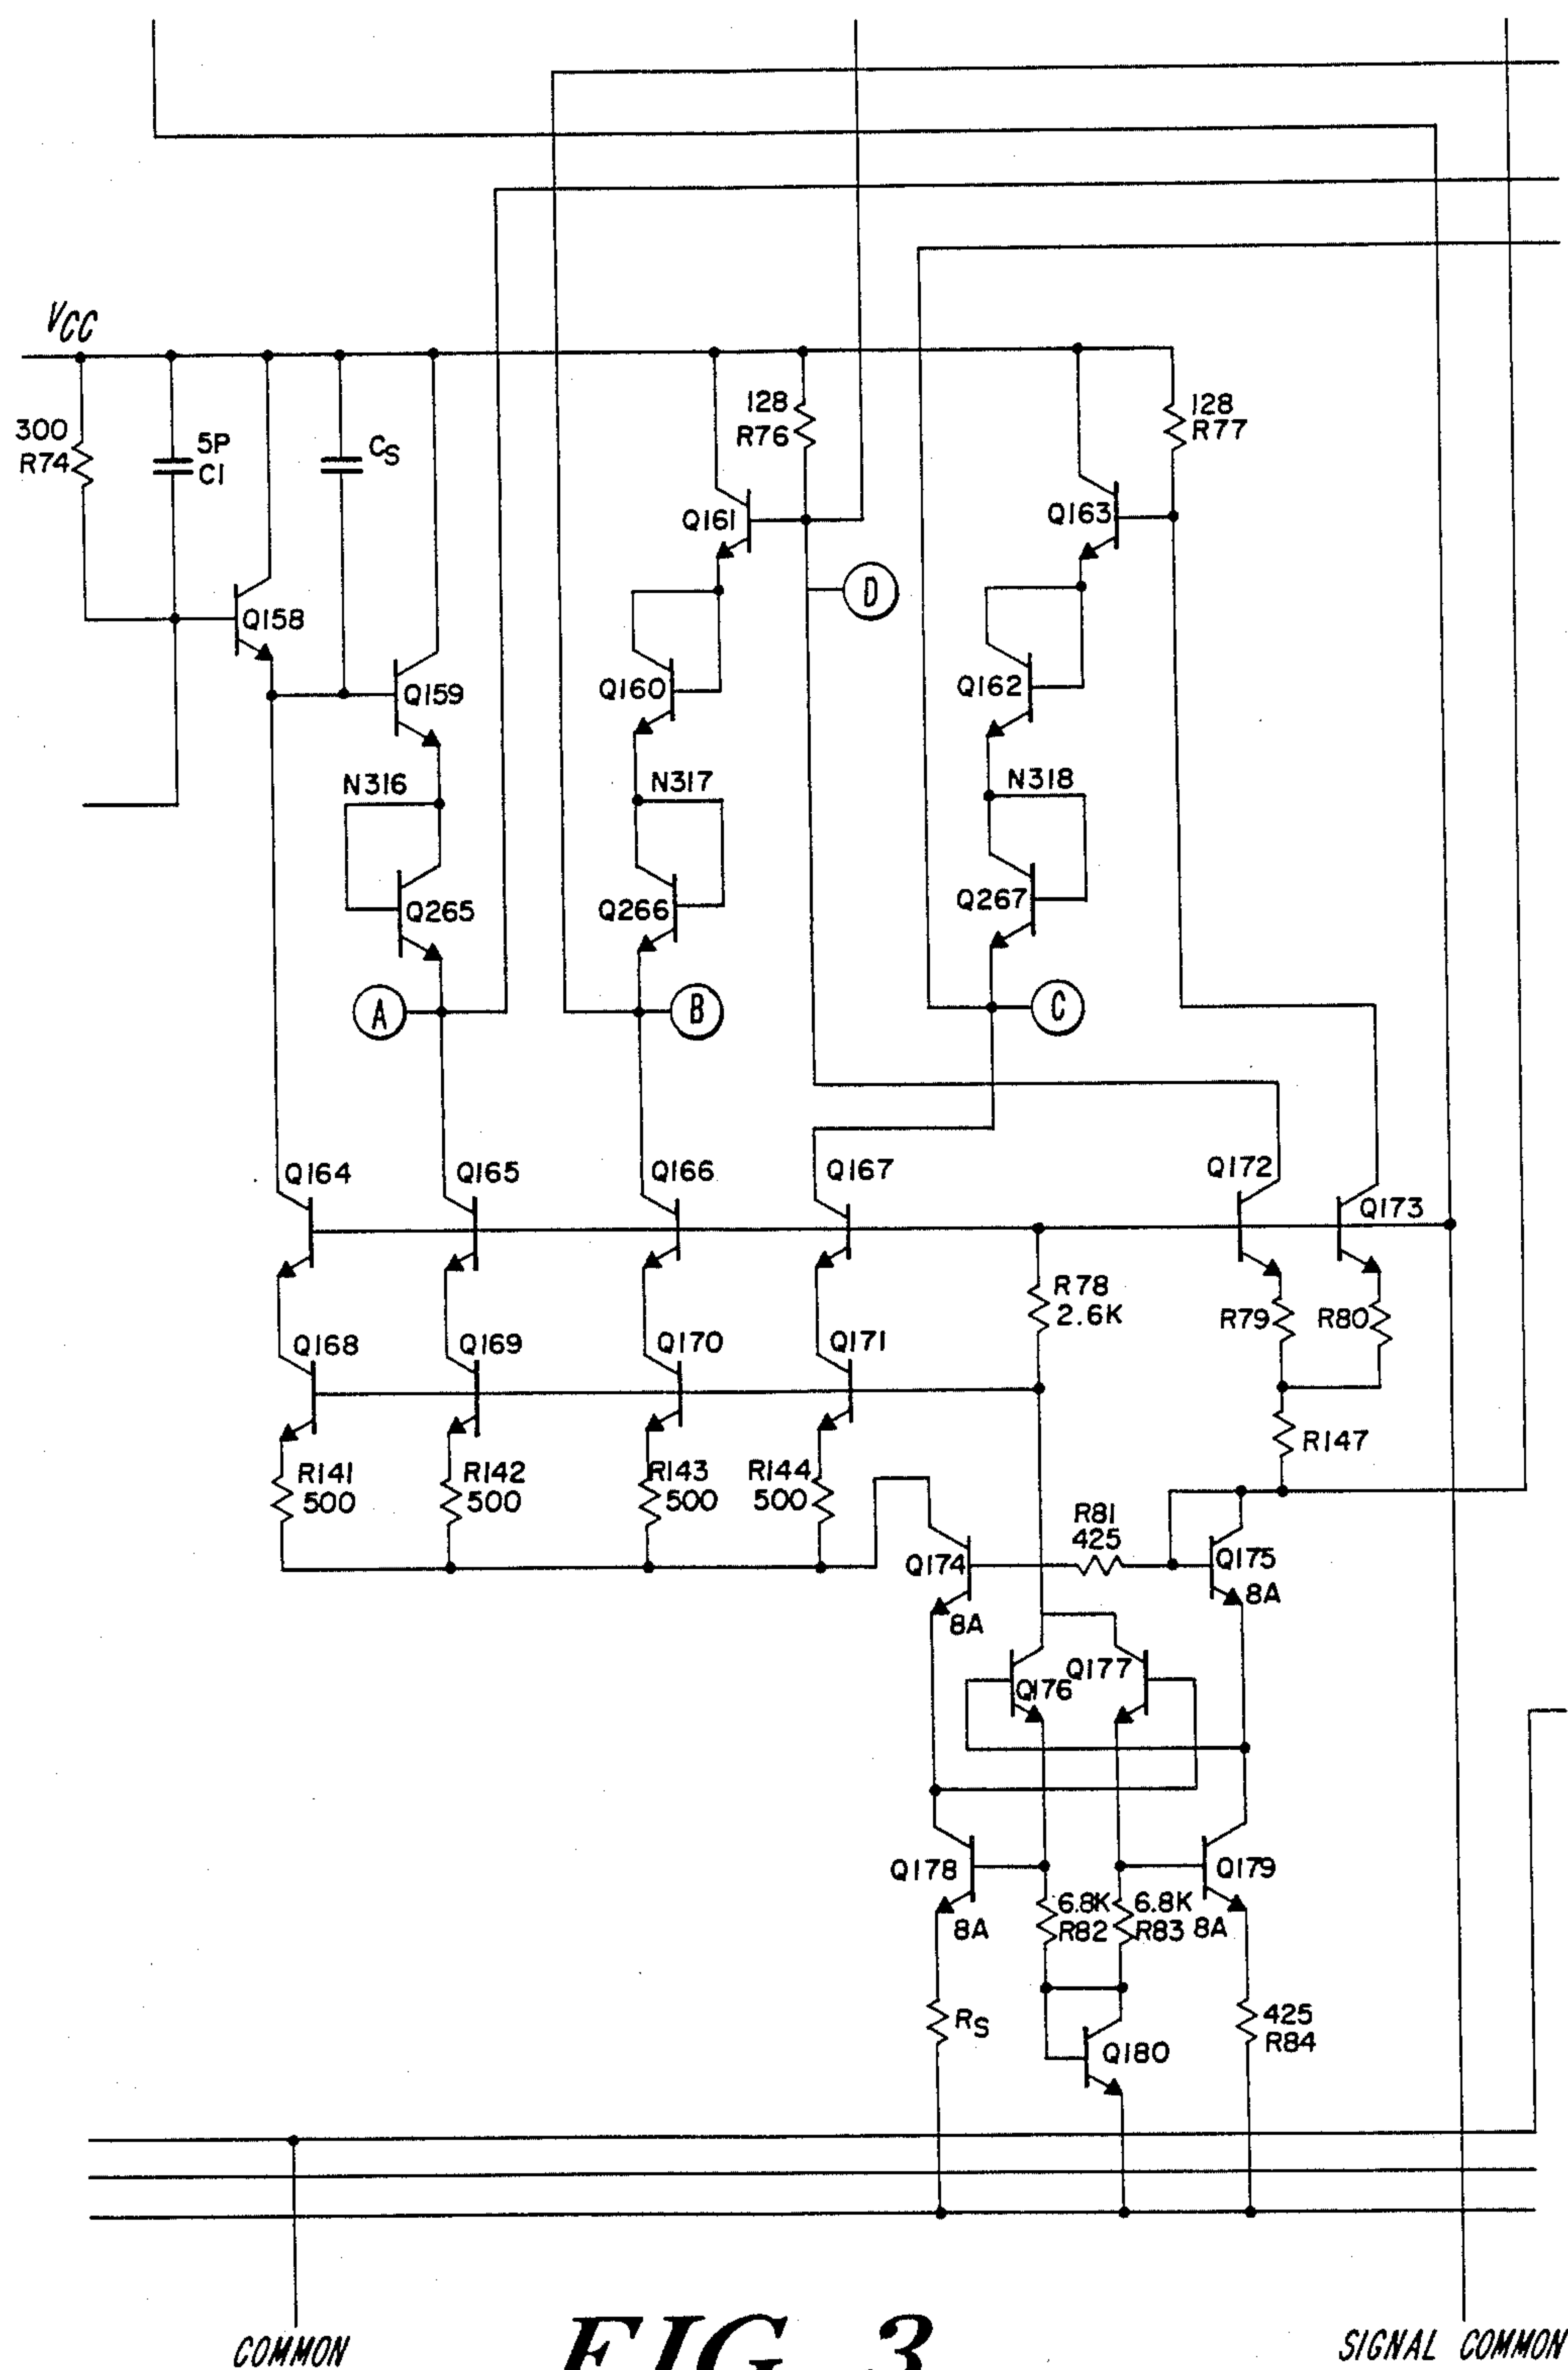 VCC
300
R74
5P
C1
CS
128
R76
128
R77
Q161
Q163
D
Q158
Q160
Q159
Q162
N316
N317
N318
Q265
Q266
Q267
A
B
C
Q164
Q165
Q166
Q167
Q172
Q173
R78
2.6K
R79
R80
Q168
Q169
Q170
Q171
R147
R141
500
R142
500
R143
500
R144
500
R81
425
Q174
8A
Q175
8A
Q176
Q177
Q178
8A
6.8K
R82
6.8K
R83
8A
Q179
RS
Q180
425
R84
COMMON
FIG. 3
SIGNAL COMMON